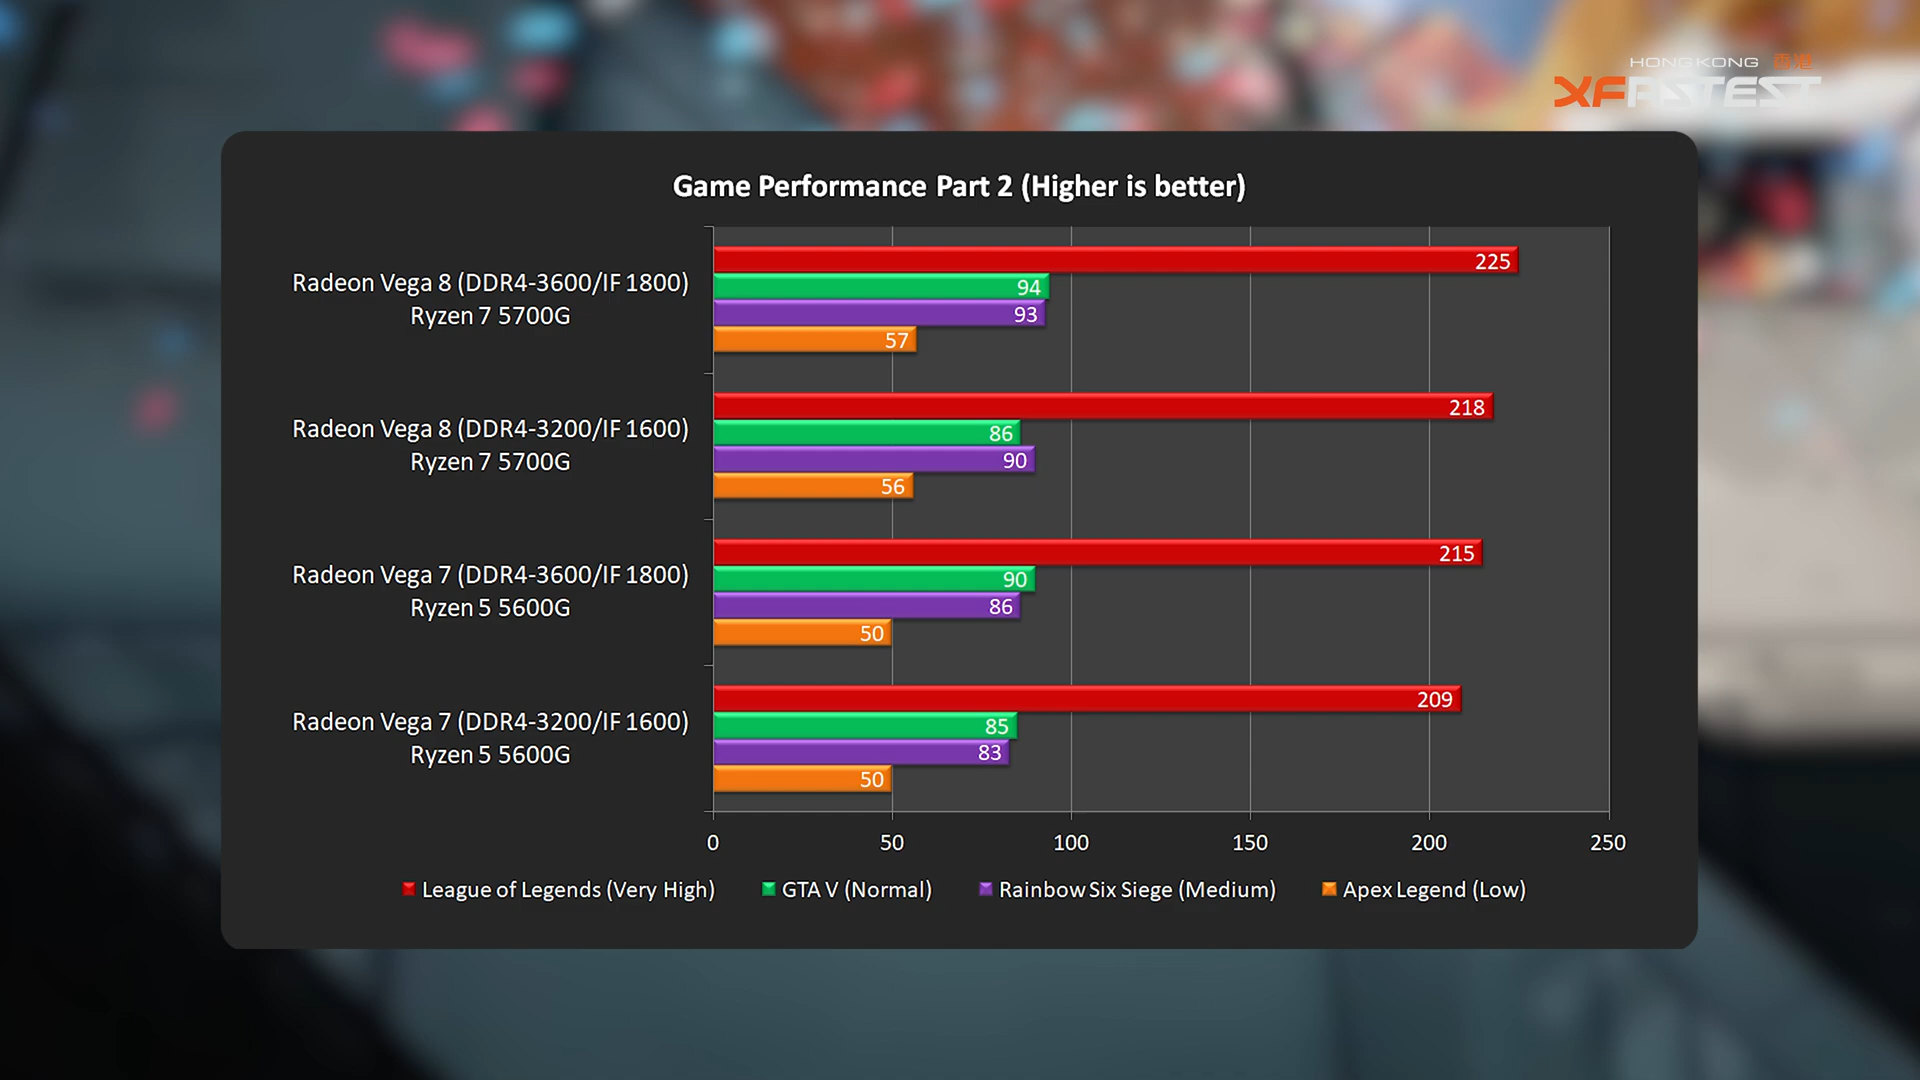 HONGKONG 香港
XFASTEST
Game Performance Part 2 (Higher is better)
Radeon Vega 8 (DDR4-3600/IF 1800)
Ryzen 7 5700G
225
94
93
57
Radeon Vega 8 (DDR4-3200/IF 1600)
Ryzen 7 5700G
218
86
90
56
Radeon Vega 7 (DDR4-3600/IF 1800)
Ryzen 5 5600G
215
90
86
50
Radeon Vega 7 (DDR4-3200/IF 1600)
Ryzen 5 5600G
209
85
83
50
0 50 100 150 200 250
League of Legends (Very High) GTA V (Normal) Rainbow Six Siege (Medium) Apex Legend (Low)